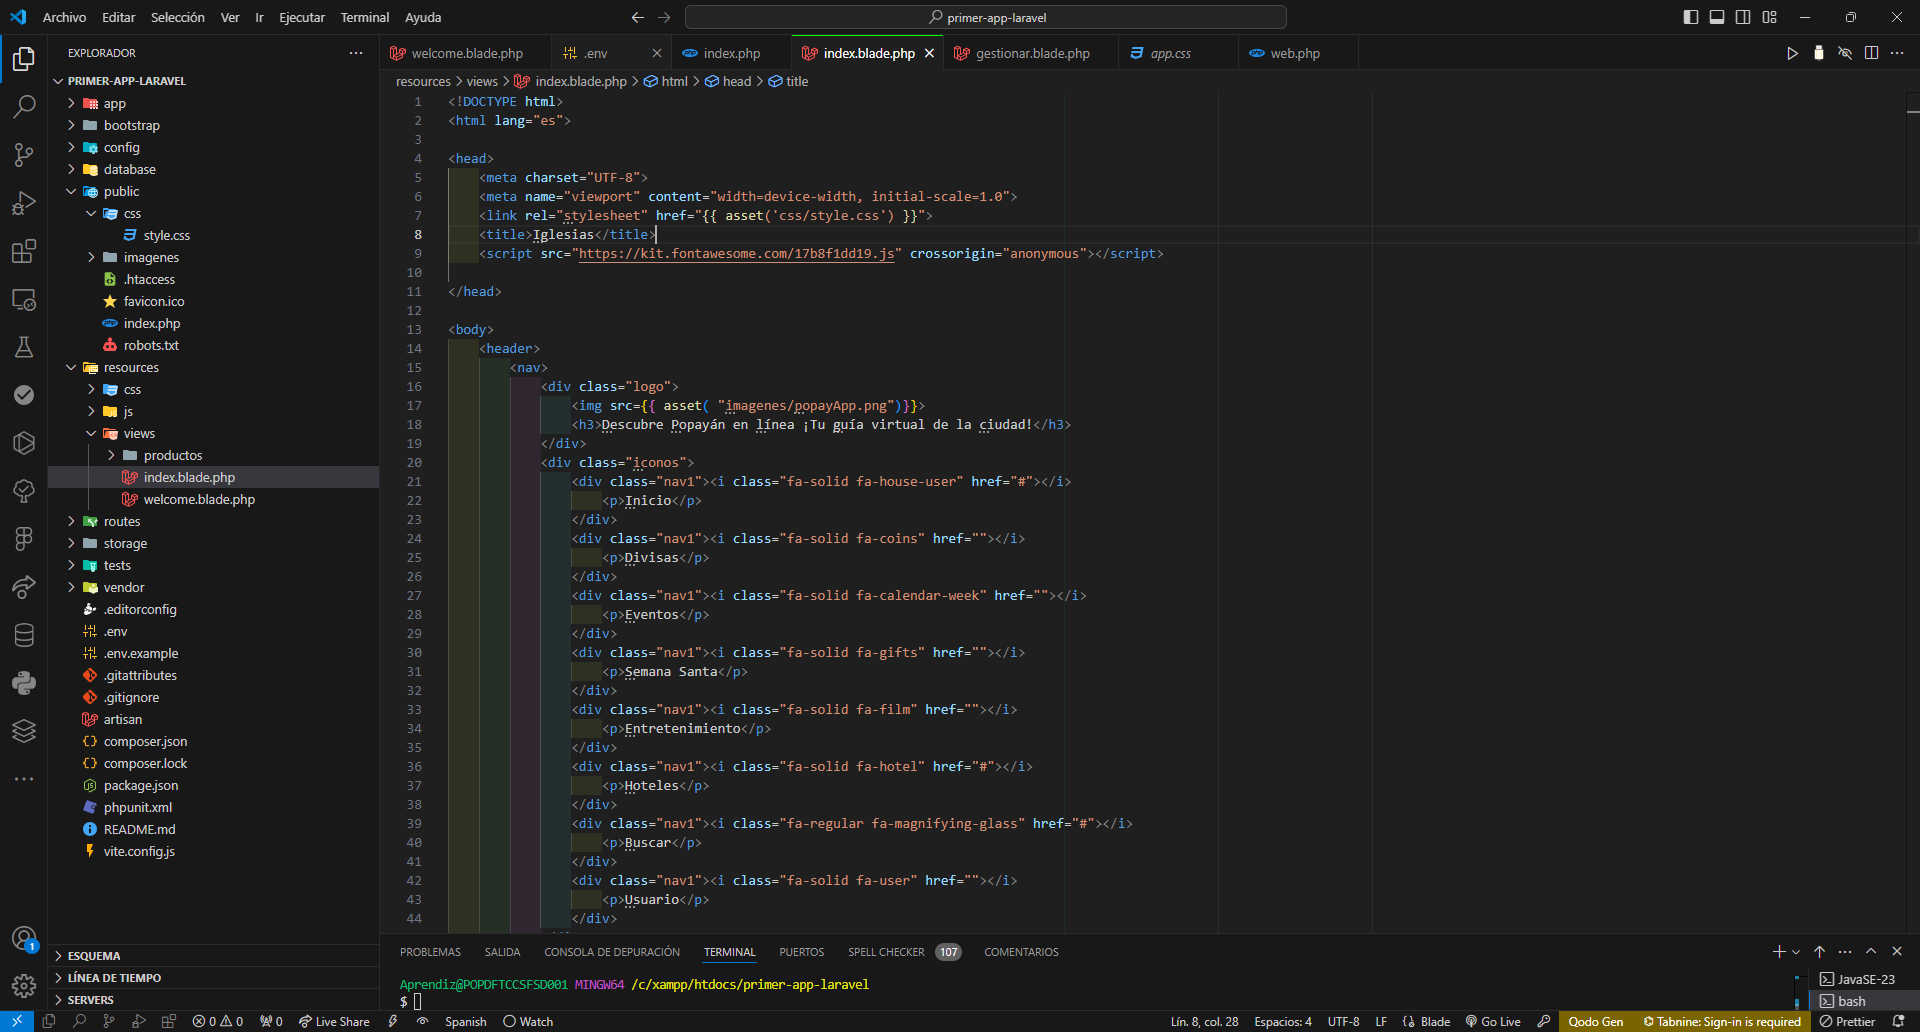 Archivo Editar Selección Ver Ir Ejecutar Terminal Ayuda
primer-app-laravel
EXPLORADOR
PRIMER-APP-LARAVEL
app
bootstrap
config
database
public
css
style.css
imagenes
.htaccess
favicon.ico
index.php
robots.txt
resources
css
js
views
productos
index.blade.php
welcome.blade.php
routes
storage
tests
vendor
.editorconfig
.env
.env.example
.gitattributes
.gitignore
artisan
composer.json
composer.lock
package.json
phpunit.xml
README.md
vite.config.js
ESQUEMA
LÍNEA DE TIEMPO
SERVERS
welcome.blade.php .env index.php index.blade.php gestionar.blade.php app.css web.php
resources > views > index.blade.php > html > head > title
1 <!DOCTYPE html>
2 <html lang="es">
3
4 <head>
5 <meta charset="UTF-8">
6 <meta name="viewport" content="width=device-width, initial-scale=1.0">
7 <link rel="stylesheet" href="{{ asset('css/style.css') }}">
8 <title>Iglesias</title>
9 <script src="https://kit.fontawesome.com/17b8f1dd19.js" crossorigin="anonymous"></script>
10
11 </head>
12
13 <body>
14 <header>
15 <nav>
16 <div class="logo">
17 <img src={{ asset( "imagenes/popayApp.png")}}>
18 <h3>Descubre Popayán en línea ¡Tu guía virtual de la ciudad!</h3>
19 </div>
20 <div class="iconos">
21 <div class="nav1"><i class="fa-solid fa-house-user" href="#"></i>
22 <p>Inicio</p>
23 </div>
24 <div class="nav1"><i class="fa-solid fa-coins" href=""></i>
25 <p>Divisas</p>
26 </div>
27 <div class="nav1"><i class="fa-solid fa-calendar-week" href=""></i>
28 <p>Eventos</p>
29 </div>
30 <div class="nav1"><i class="fa-solid fa-gifts" href=""></i>
31 <p>Semana Santa</p>
32 </div>
33 <div class="nav1"><i class="fa-solid fa-film" href=""></i>
34 <p>Entretenimiento</p>
35 </div>
36 <div class="nav1"><i class="fa-solid fa-hotel" href="#"></i>
37 <p>Hoteles</p>
38 </div>
39 <div class="nav1"><i class="fa-regular fa-magnifying-glass" href="#"></i>
40 <p>Buscar</p>
41 </div>
42 <div class="nav1"><i class="fa-solid fa-user" href=""></i>
43 <p>Usuario</p>
44 </div>
PROBLEMAS SALIDA CONSOLA DE DEPURACIÓN TERMINAL PUERTOS SPELL CHECKER 107 COMENTARIOS
Aprendiz@POPDFTCCSFSD001 MINGW64 /c/xampp/htdocs/primer-app-laravel
$
JavaSE-23
bash
1
0 0 0 Live Share Spanish Watch Lín. 8, col. 28 Espacios: 4 UTF-8 LF Blade Go Live Qodo Gen Tabnine: Sign-in is required Prettier